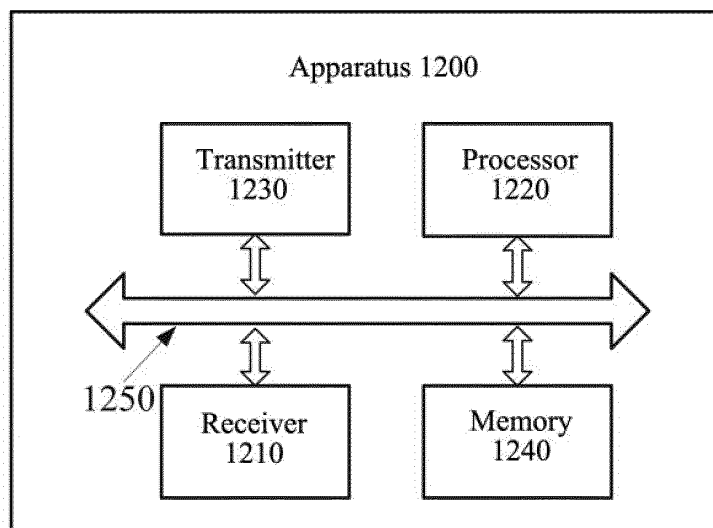 Apparatus 1200
Transmitter
1230
Processor
1220
1250
Receiver
1210
Memory
1240